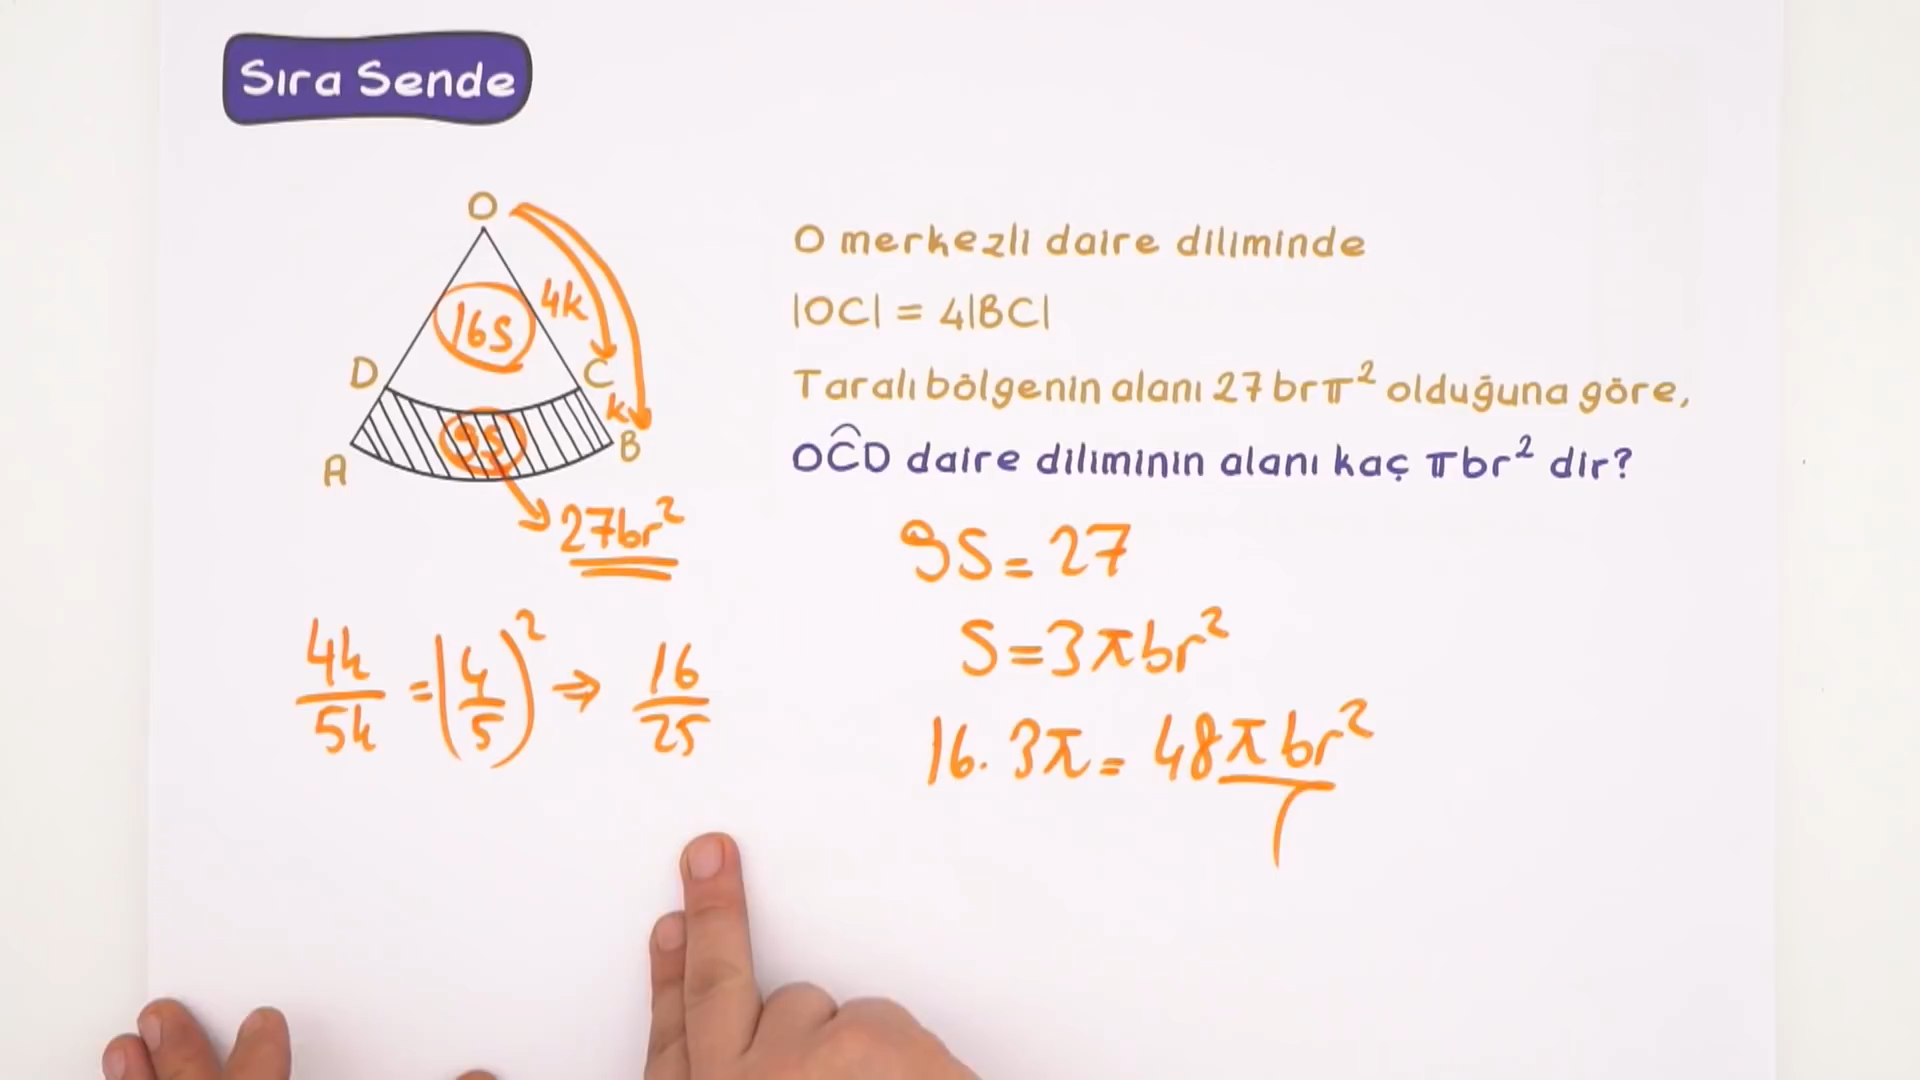 Sıra Sende
O
16S
4k
D
C
k
9S
A
B
27br²
O merkezli daire diliminde
|OC| = 4|BC|
Taralı bölgenin alanı 27 brπ² olduğuna göre,
OĈD daire diliminin alanı kaç πbr² dir?
4k/5k = (4/5)² ⇒ 16/25
9S = 27
S = 3πbr²
16. 3π = 48πbr²